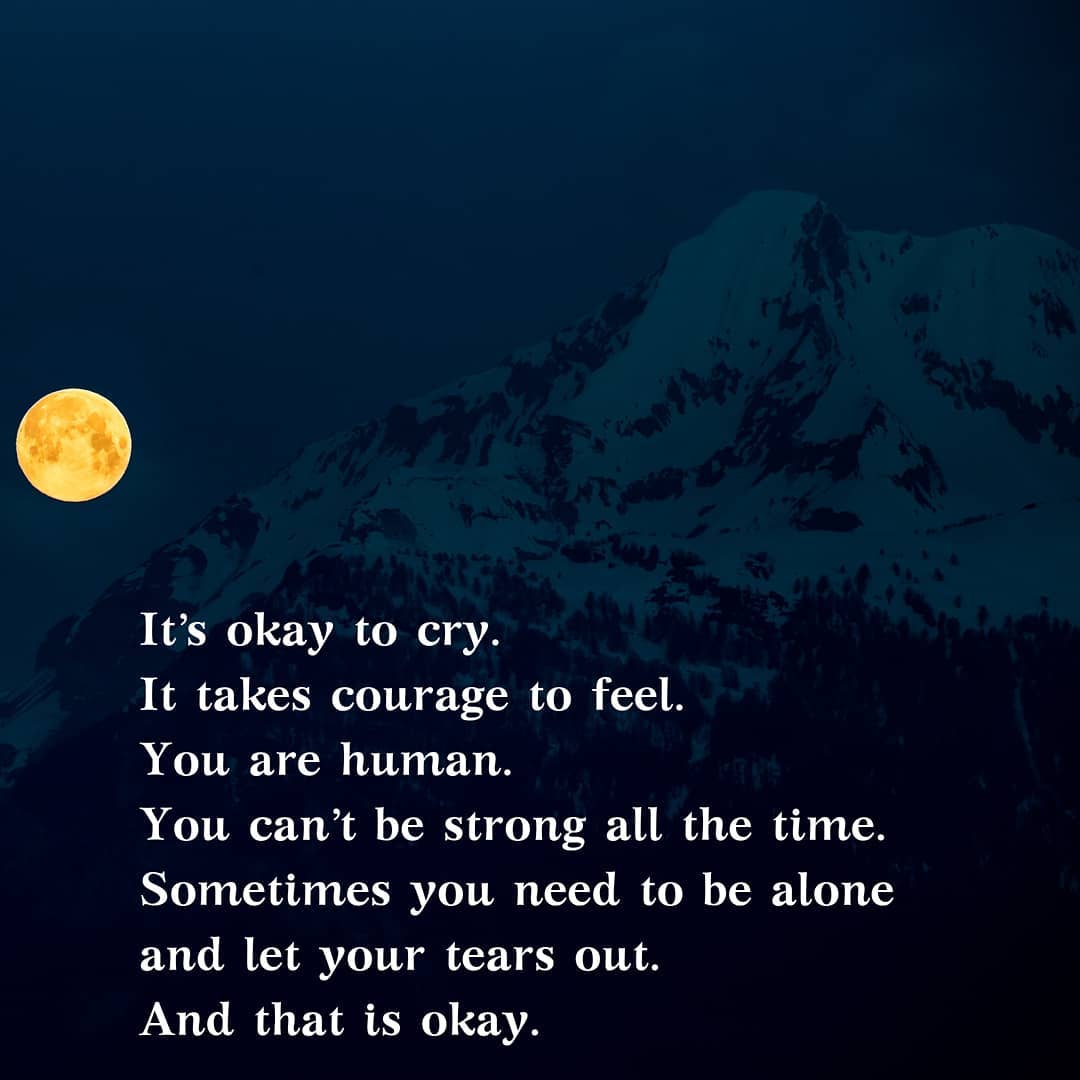 It’s okay to cry.
It takes courage to feel.
You are human.
You can’t be strong all the time.
Sometimes you need to be alone
and let your tears out.
And that is okay.